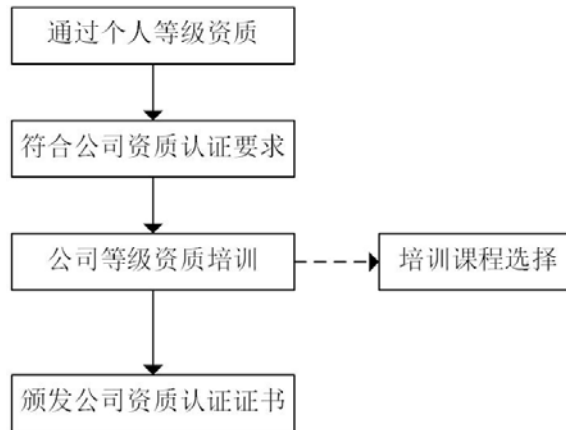 通过个人等级资质
符合公司资质认证要求
公司等级资质培训
培训课程选择
颁发公司资质认证证书